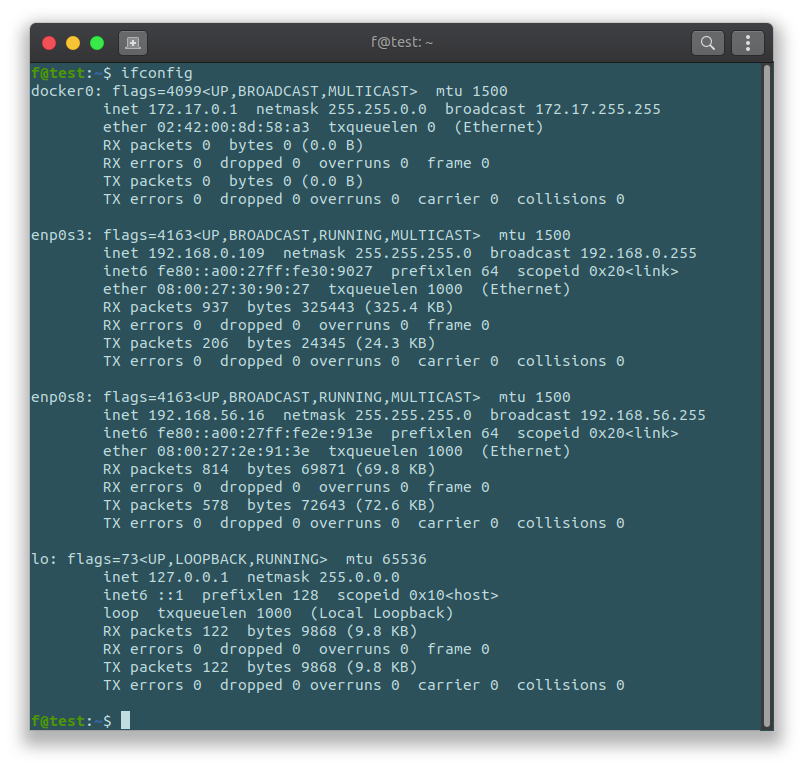 f@test: ~
f@test:~$ ifconfig
docker0: flags=4099<UP,BROADCAST,MULTICAST>  mtu 1500
        inet 172.17.0.1  netmask 255.255.0.0  broadcast 172.17.255.255
        ether 02:42:00:8d:58:a3  txqueuelen 0  (Ethernet)
        RX packets 0  bytes 0 (0.0 B)
        RX errors 0  dropped 0  overruns 0  frame 0
        TX packets 0  bytes 0 (0.0 B)
        TX errors 0  dropped 0 overruns 0  carrier 0  collisions 0

enp0s3: flags=4163<UP,BROADCAST,RUNNING,MULTICAST>  mtu 1500
        inet 192.168.0.109  netmask 255.255.255.0  broadcast 192.168.0.255
        inet6 fe80::a00:27ff:fe30:9027  prefixlen 64  scopeid 0x20<link>
        ether 08:00:27:30:90:27  txqueuelen 1000  (Ethernet)
        RX packets 937  bytes 325443 (325.4 KB)
        RX errors 0  dropped 0  overruns 0  frame 0
        TX packets 206  bytes 24345 (24.3 KB)
        TX errors 0  dropped 0 overruns 0  carrier 0  collisions 0

enp0s8: flags=4163<UP,BROADCAST,RUNNING,MULTICAST>  mtu 1500
        inet 192.168.56.16  netmask 255.255.255.0  broadcast 192.168.56.255
        inet6 fe80::a00:27ff:fe2e:913e  prefixlen 64  scopeid 0x20<link>
        ether 08:00:27:2e:91:3e  txqueuelen 1000  (Ethernet)
        RX packets 814  bytes 69871 (69.8 KB)
        RX errors 0  dropped 0  overruns 0  frame 0
        TX packets 578  bytes 72643 (72.6 KB)
        TX errors 0  dropped 0 overruns 0  carrier 0  collisions 0

lo: flags=73<UP,LOOPBACK,RUNNING>  mtu 65536
        inet 127.0.0.1  netmask 255.0.0.0
        inet6 ::1  prefixlen 128  scopeid 0x10<host>
        loop  txqueuelen 1000  (Local Loopback)
        RX packets 122  bytes 9868 (9.8 KB)
        RX errors 0  dropped 0  overruns 0  frame 0
        TX packets 122  bytes 9868 (9.8 KB)
        TX errors 0  dropped 0 overruns 0  carrier 0  collisions 0

f@test:~$